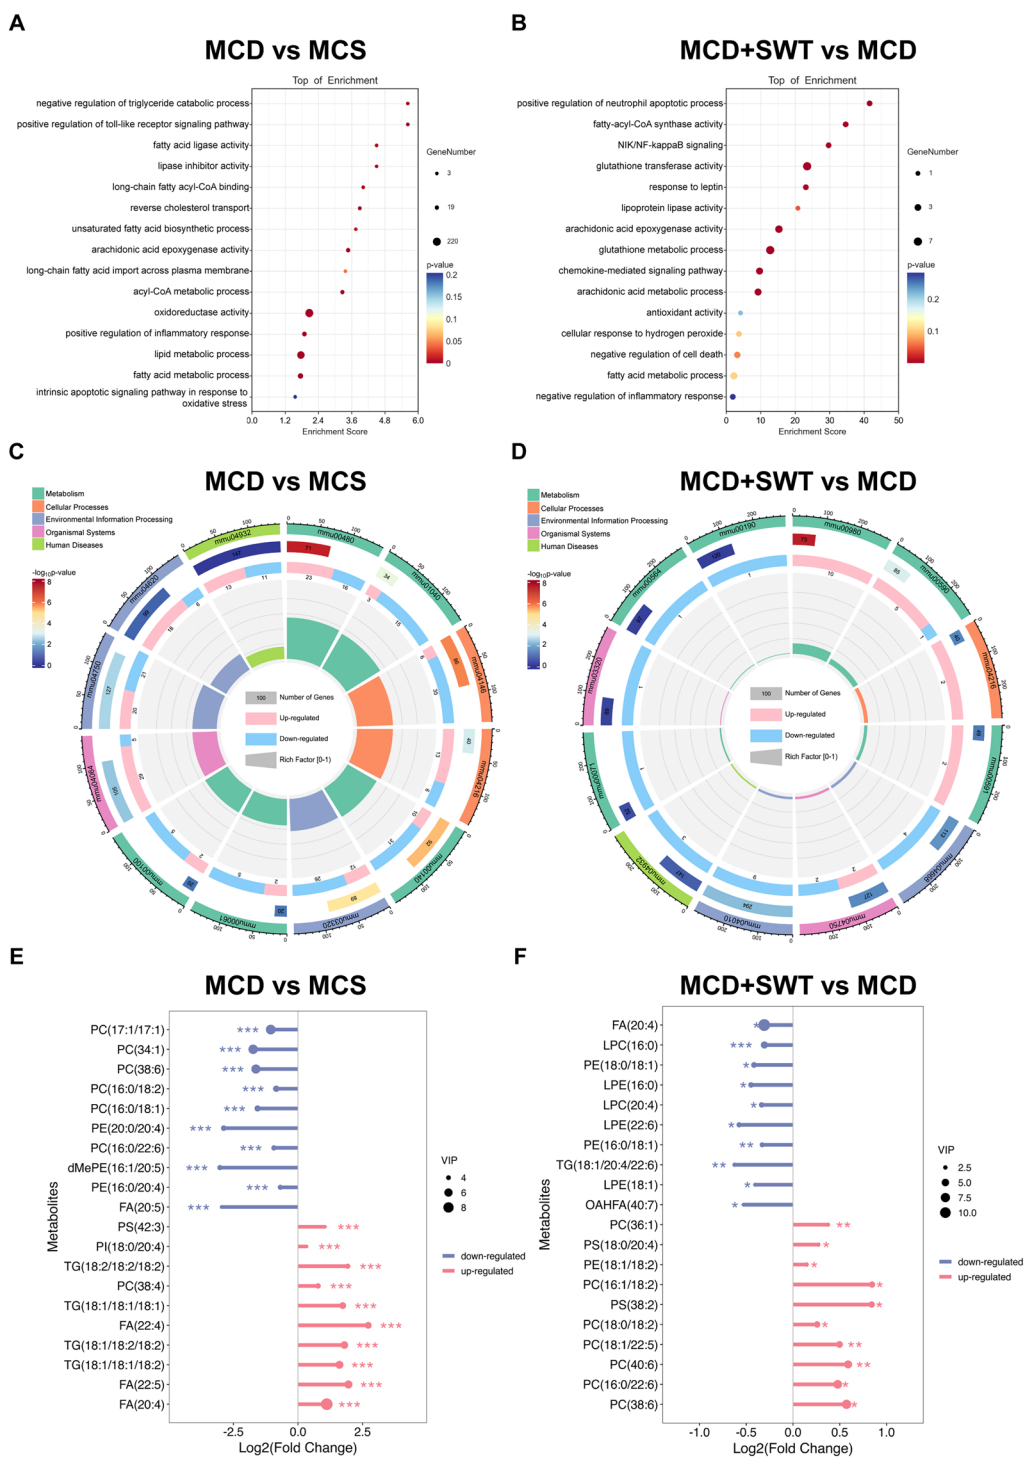 A
MCD vs MCS
Top of Enrichment
negative regulation of triglyceride catabolic process
positive regulation of toll-like receptor signaling pathway
fatty acid ligase activity
lipase inhibitor activity
long-chain fatty acyl-CoA binding
reverse cholesterol transport
unsaturated fatty acid biosynthetic process
arachidonic acid epoxygenase activity
long-chain fatty acid import across plasma membrane
acyl-CoA metabolic process
oxidoreductase activity
positive regulation of inflammatory response
lipid metabolic process
fatty acid metabolic process
intrinsic apoptotic signaling pathway in response to
oxidative stress
0.0 1.2 2.4 3.6 4.8 6.0
Enrichment Score
GeneNumber
3
19
220
p-value
0.2
0.15
0.1
0.05
0
B
MCD+SWT vs MCD
Top of Enrichment
positive regulation of neutrophil apoptotic process
fatty-acyl-CoA synthase activity
NIK/NF-kappaB signaling
glutathione transferase activity
response to leptin
lipoprotein lipase activity
arachidonic acid epoxygenase activity
glutathione metabolic process
chemokine-mediated signaling pathway
arachidonic acid metabolic process
antioxidant activity
cellular response to hydrogen peroxide
negative regulation of cell death
fatty acid metabolic process
negative regulation of inflammatory response
0 10 20 30 40 50
Enrichment Score
GeneNumber
1
3
7
p-value
0.2
0.1
C
MCD vs MCS
Metabolism
Cellular Processes
Environmental Information Processing
Organismal Systems
Human Diseases
-log10p-value
8
6
4
2
0
mmu00480
mmu01040
mmu04146
mmu04216
mmu00140
mmu03320
mmu00061
mmu00100
mmu04064
mmu04750
mmu04620
mmu04932
100 Number of Genes
Up-regulated
Down-regulated
Rich Factor [0-1)
D
MCD+SWT vs MCD
Metabolism
Cellular Processes
Environmental Information Processing
Organismal Systems
Human Diseases
-log10p-value
8
6
4
2
0
mmu00980
mmu00590
mmu04216
mmu00591
mmu04668
mmu04750
mmu04010
mmu04932
mmu00071
mmu03320
mmu00564
mmu00190
100 Number of Genes
Up-regulated
Down-regulated
Rich Factor [0-1)
E
MCD vs MCS
Metabolites
PC(17:1/17:1) ***
PC(34:1) ***
PC(38:6) ***
PC(16:0/18:2) ***
PC(16:0/18:1) ***
PE(20:0/20:4) ***
PC(16:0/22:6) ***
dMePE(16:1/20:5) ***
PE(16:0/20:4) ***
FA(20:5) ***
PS(42:3) ***
PI(18:0/20:4) ***
TG(18:2/18:2/18:2) ***
PC(38:4) ***
TG(18:1/18:1/18:1) ***
FA(22:4) ***
TG(18:1/18:2/18:2) ***
TG(18:1/18:1/18:2) ***
FA(22:5) ***
FA(20:4) ***
-2.5 0.0 2.5
Log2(Fold Change)
VIP
4
6
8
down-regulated
up-regulated
F
MCD+SWT vs MCD
Metabolites
FA(20:4) *
LPC(16:0) ***
PE(18:0/18:1) *
LPE(16:0) *
LPC(20:4) *
LPE(22:6) *
PE(16:0/18:1) **
TG(18:1/20:4/22:6) **
LPE(18:1) *
OAHFA(40:7) *
PC(36:1) **
PS(18:0/20:4) *
PE(18:1/18:2) *
PC(16:1/18:2) *
PS(38:2) *
PC(18:0/18:2) *
PC(18:1/22:5) **
PC(40:6) **
PC(16:0/22:6) *
PC(38:6) *
-1.0 -0.5 0.0 0.5 1.0
Log2(Fold Change)
VIP
2.5
5.0
7.5
10.0
down-regulated
up-regulated